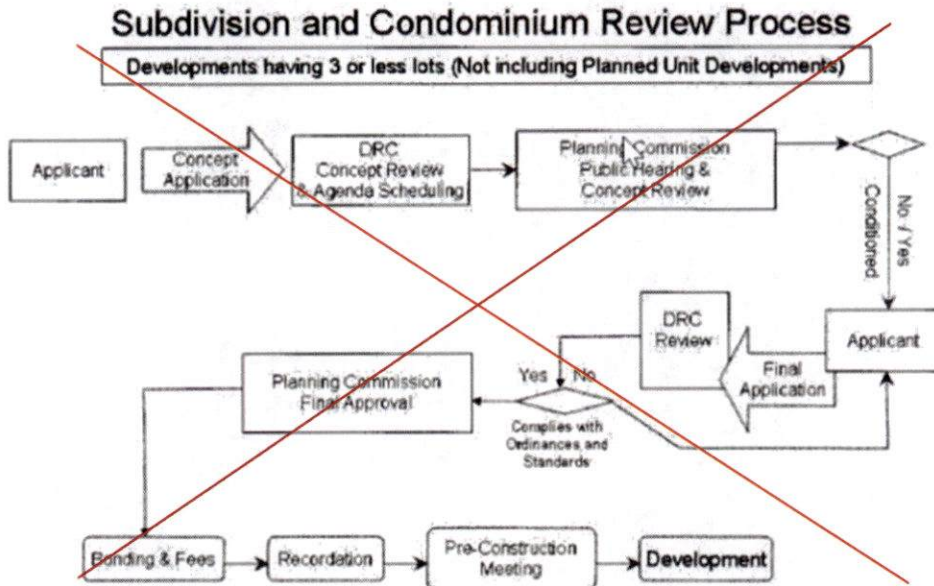 Subdivision and Condominium Review Process
Developments having 3 or less lots (Not including Planned Unit Developments)
Applicant
Concept
Application
DRC
Concept Review
& Agenda Scheduling
Planning Commission
Public Hearing &
Concept Review
No / Yes
Conditioned
Applicant
Final
Application
DRC
Review
Yes
No
Complies with
Ordinances and
Standards
Planning Commission
Final Approval
Bonding & Fees
Recordation
Pre-Construction
Meeting
Development